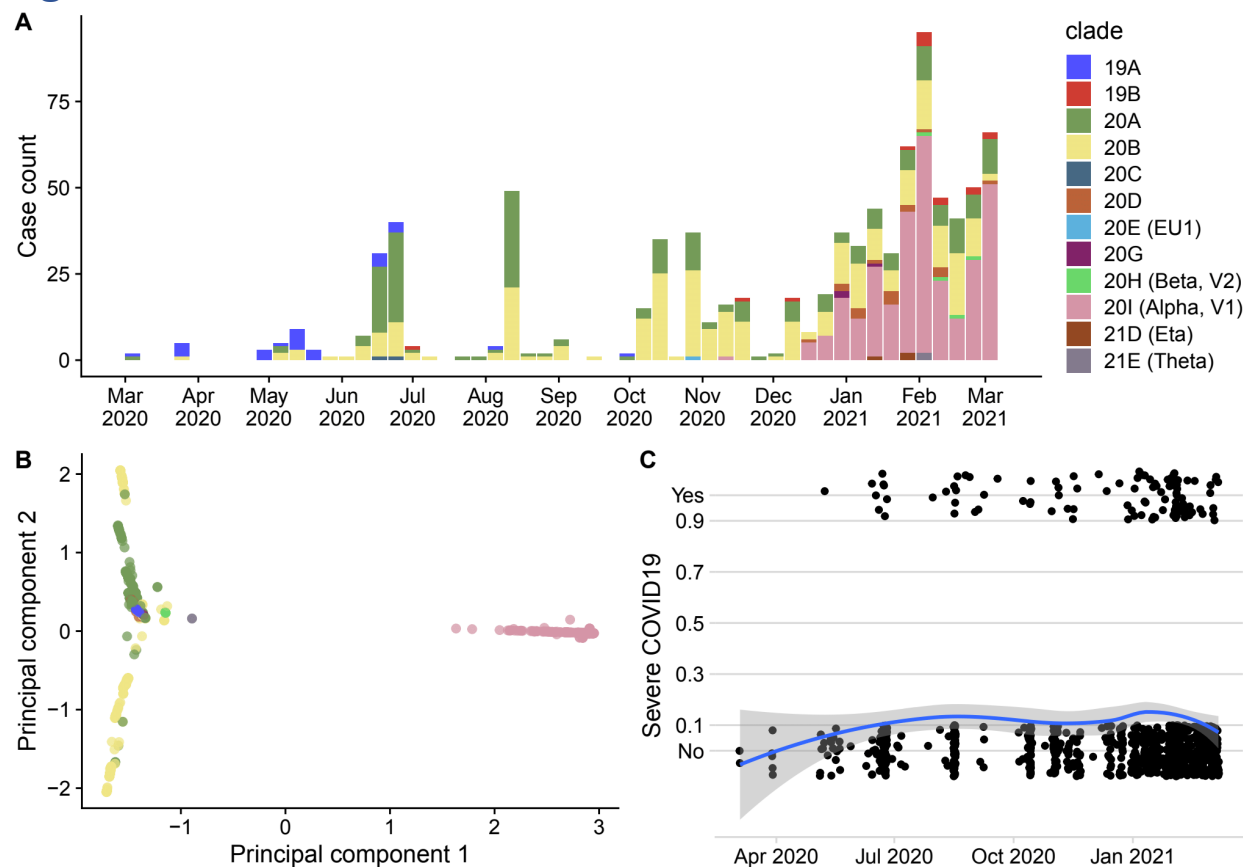 A
Case count
75
50
25
0
Mar 2020
Apr 2020
May 2020
Jun 2020
Jul 2020
Aug 2020
Sep 2020
Oct 2020
Nov 2020
Dec 2020
Jan 2021
Feb 2021
Mar 2021
clade
19A
19B
20A
20B
20C
20D
20E (EU1)
20G
20H (Beta, V2)
20I (Alpha, V1)
21D (Eta)
21E (Theta)
B
Principal component 2
2
1
0
−1
−2
−1
0
1
2
3
Principal component 1
C
Severe COVID19
Yes
0.9
0.7
0.5
0.3
0.1
No
Apr 2020
Jul 2020
Oct 2020
Jan 2021